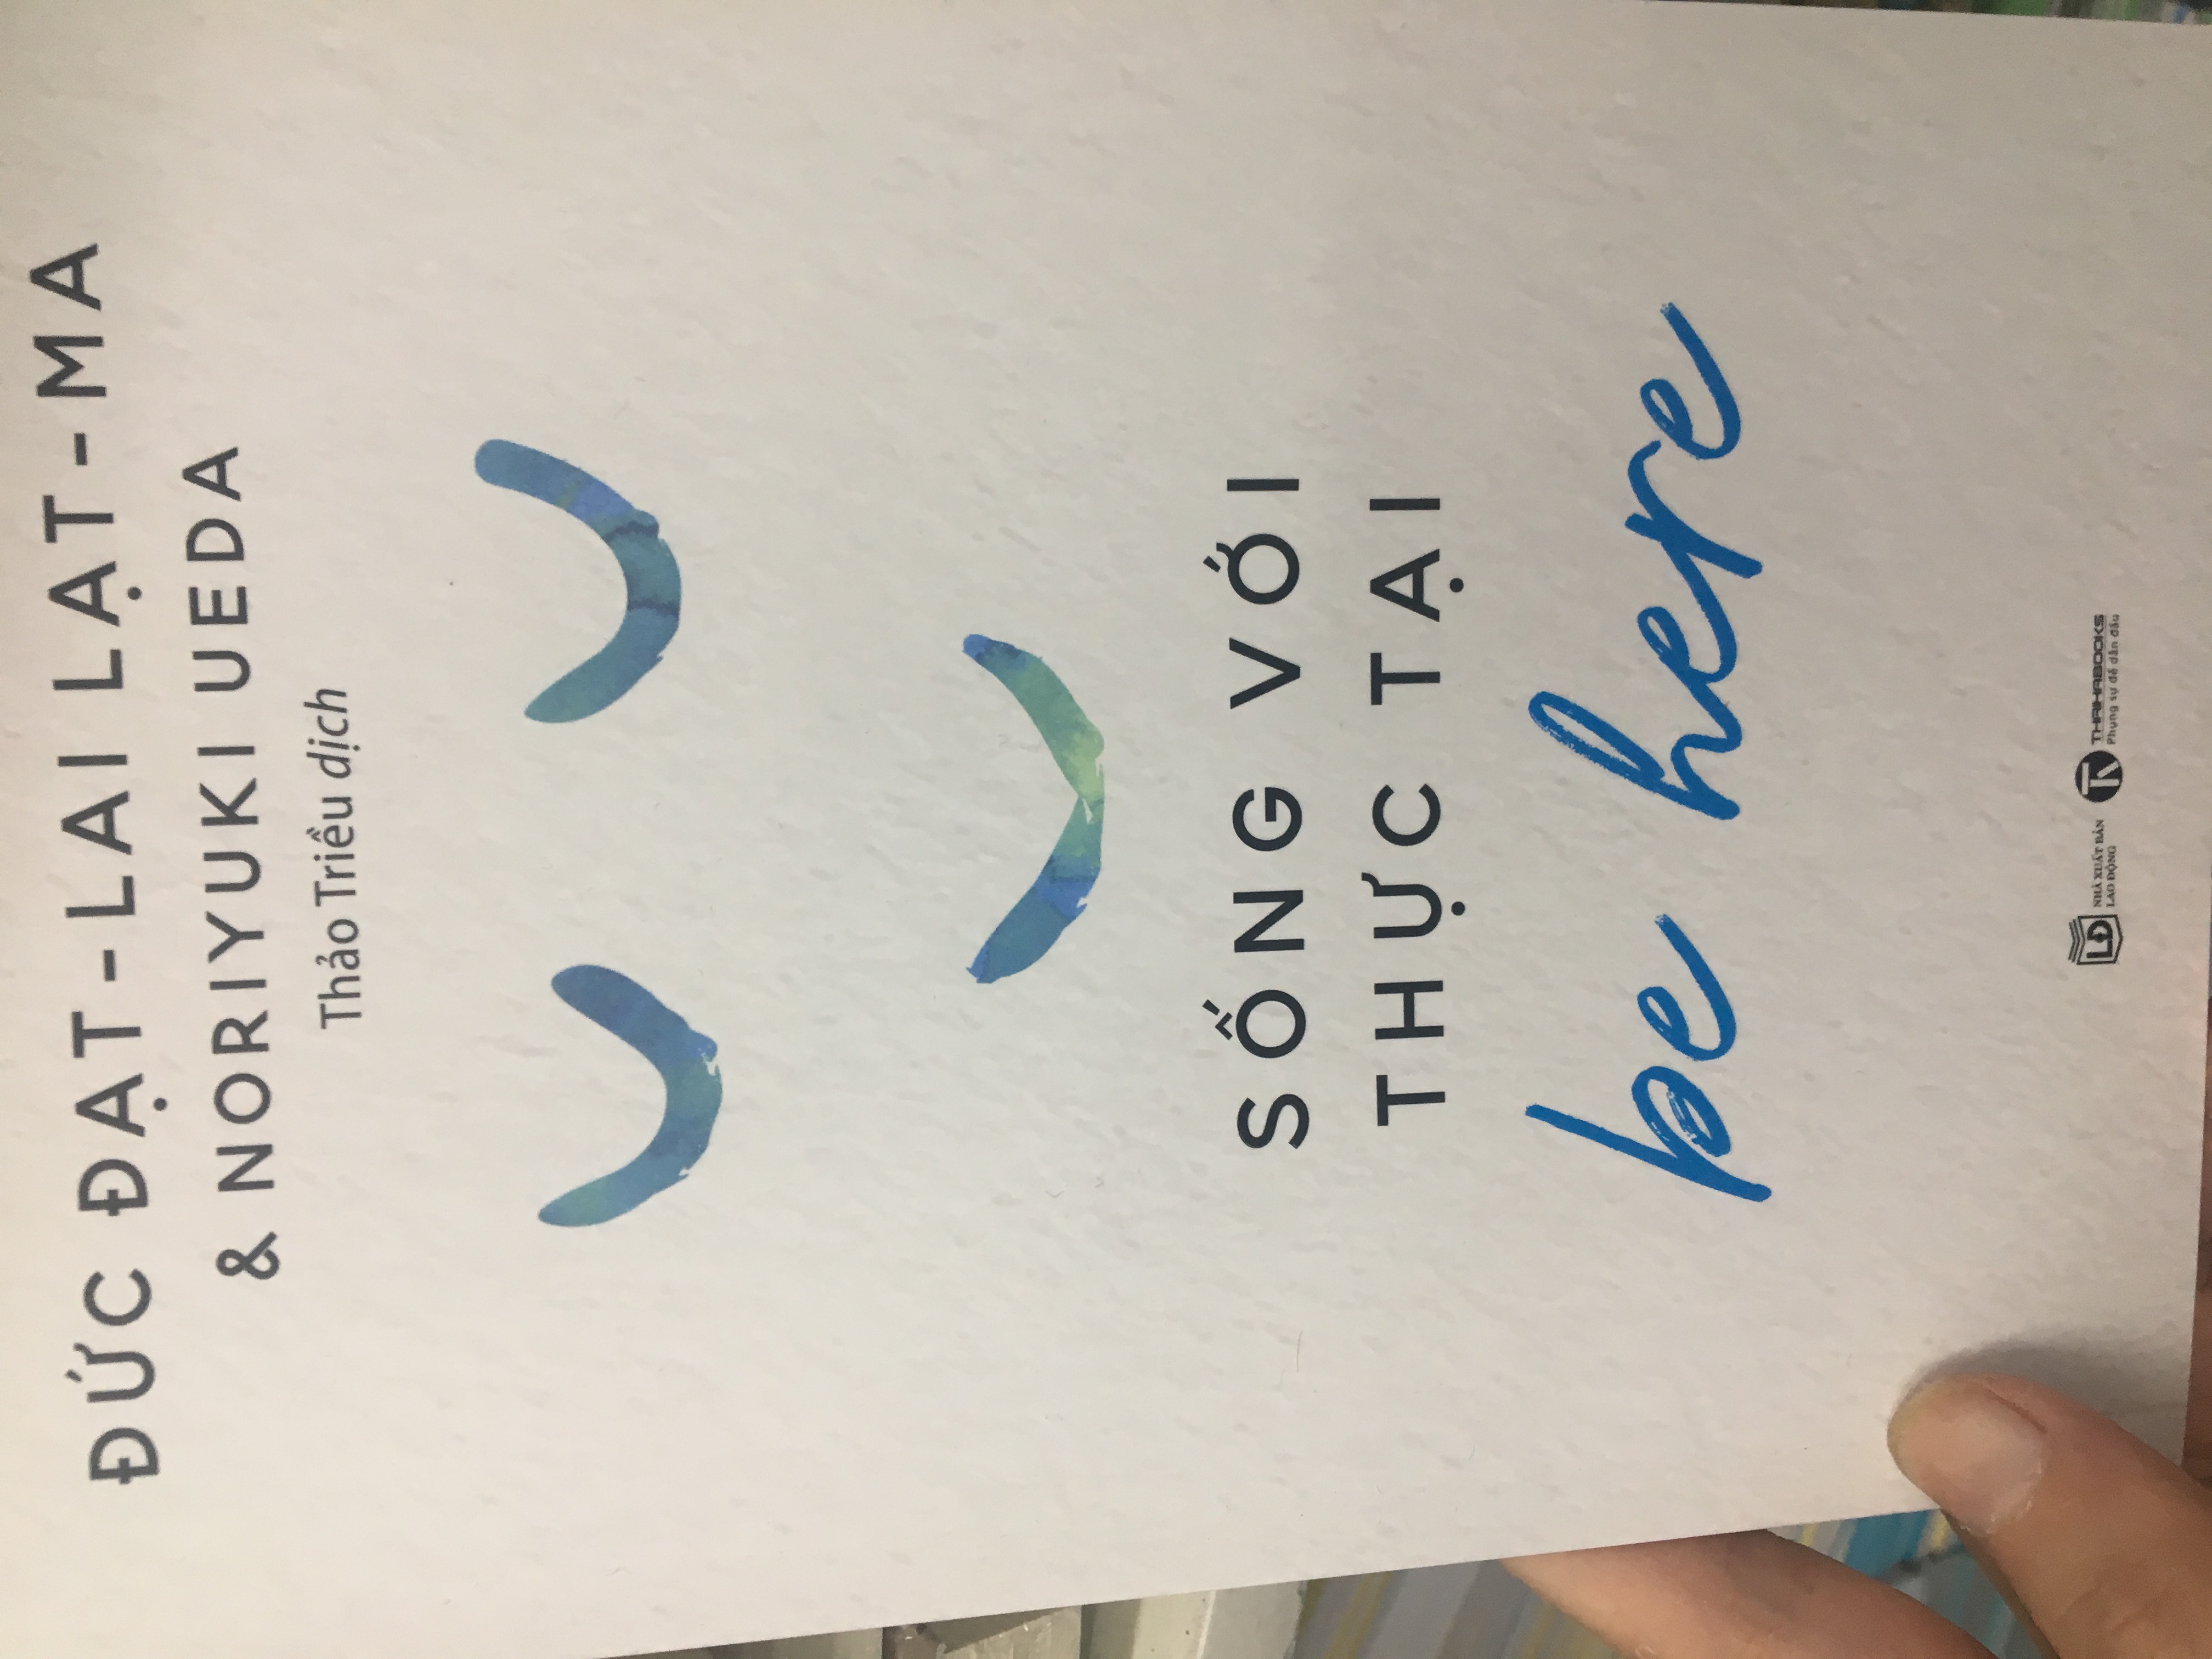 ĐỨC ĐẠT-LAI LẠT-MA
& NORIYUKI UEDA
Thảo Triều dịch
SỐNG VỚI
THỰC TẠI
be here
LĐ NHÀ XUẤT BẢN
LAO ĐỘNG
THAIHABOOKS
Phụng sự để dẫn đầu